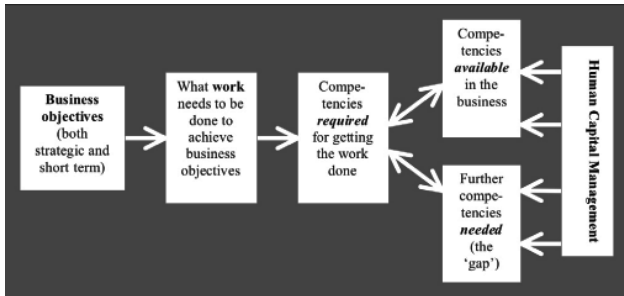 Business
objectives
(both
strategic and
short term)
What work
needs to be
done to
achieve
business
objectives
Compe-
tencies
required
for getting
the work
done
Compe-
tencies
available
in the
business
Further
compe-
tencies
needed
(the
‘gap’)
Human Capital Management